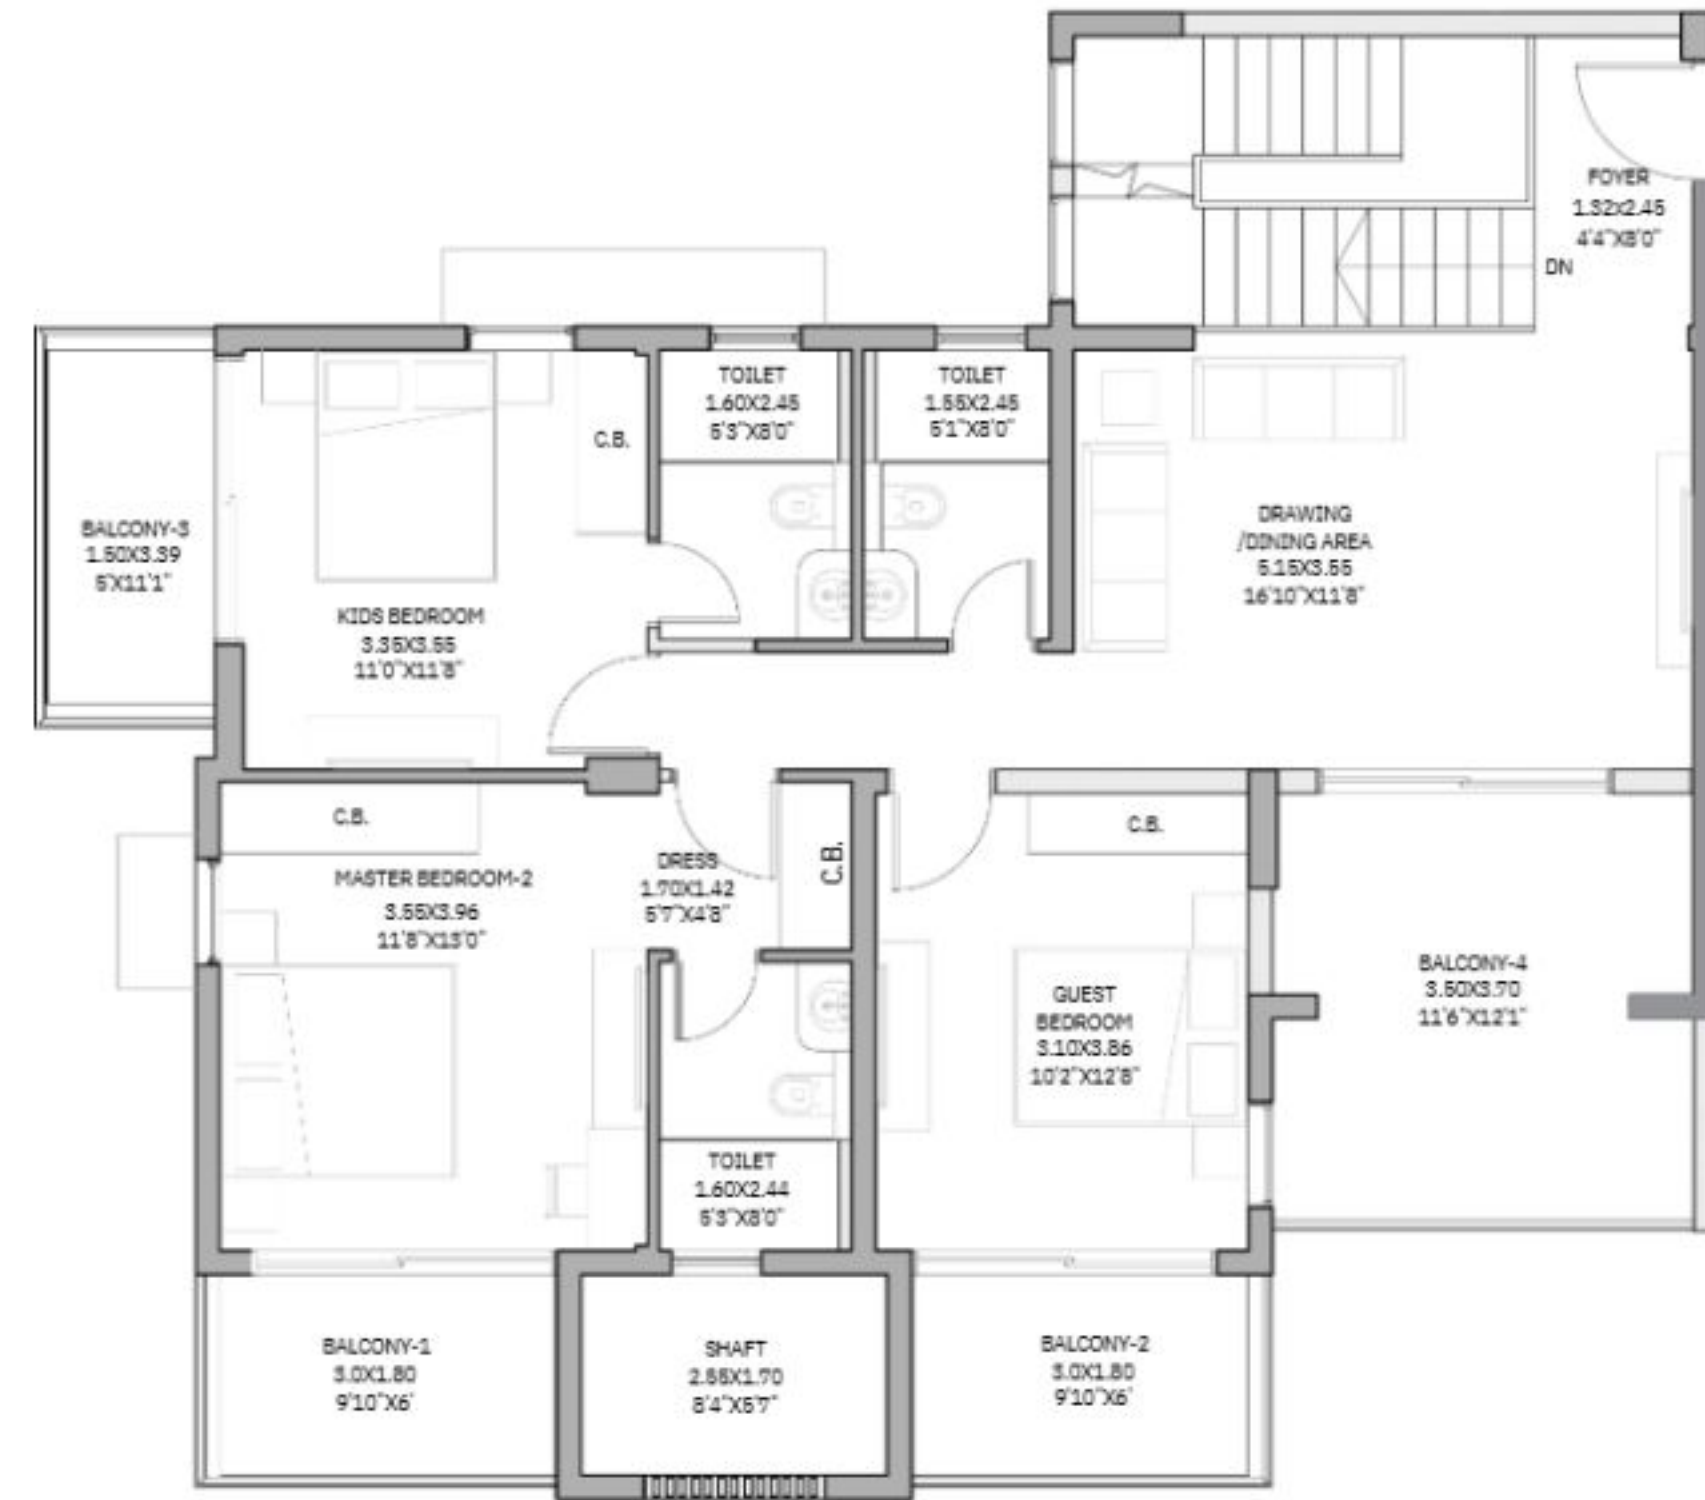 FOYER
1.32x2.45
4'4"X8'0"
DN
TOILET
1.60X2.45
5'3"X8'0"
TOILET
1.55X2.45
5'1"X8'0"
C.B.
BALCONY-3
1.50X3.39
5'X11'1"
DRAWING
/DINING AREA
5.15X3.55
16'10"X11'8"
KIDS BEDROOM
3.35X3.55
11'0"X11'8"
C.B.
MASTER BEDROOM-2
3.55X3.96
11'8"X13'0"
DRESS
1.70X1.42
5'7"X4'8"
C.B.
C.B.
GUEST
BEDROOM
3.10X3.86
10'2"X12'8"
BALCONY-4
3.50X3.70
11'6"X12'1"
TOILET
1.60X2.44
5'3"X8'0"
BALCONY-1
3.0X1.80
9'10"X6'
SHAFT
2.55X1.70
8'4"X5'7"
BALCONY-2
3.0X1.80
9'10"X6'